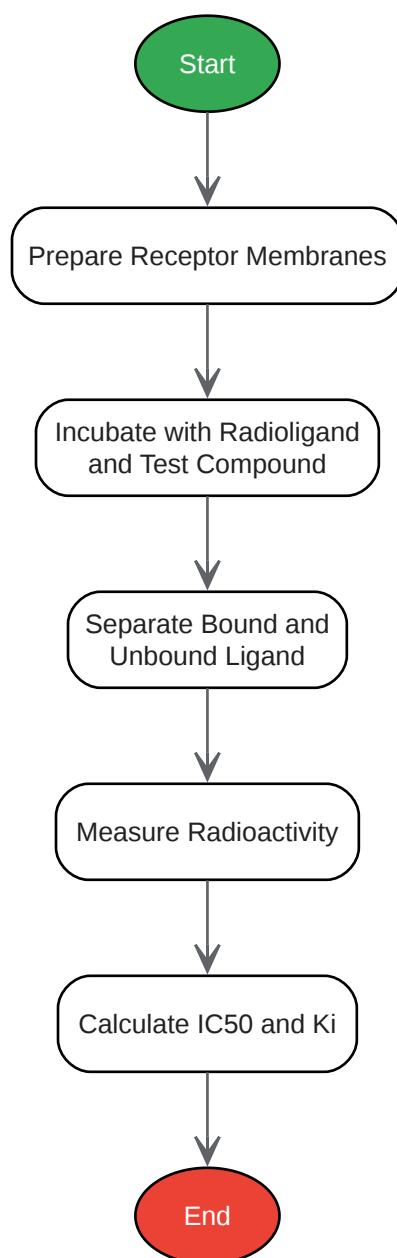 Start
Prepare Receptor Membranes
Incubate with Radioligand
and Test Compound
Separate Bound and
Unbound Ligand
Measure Radioactivity
Calculate IC50 and Ki
End